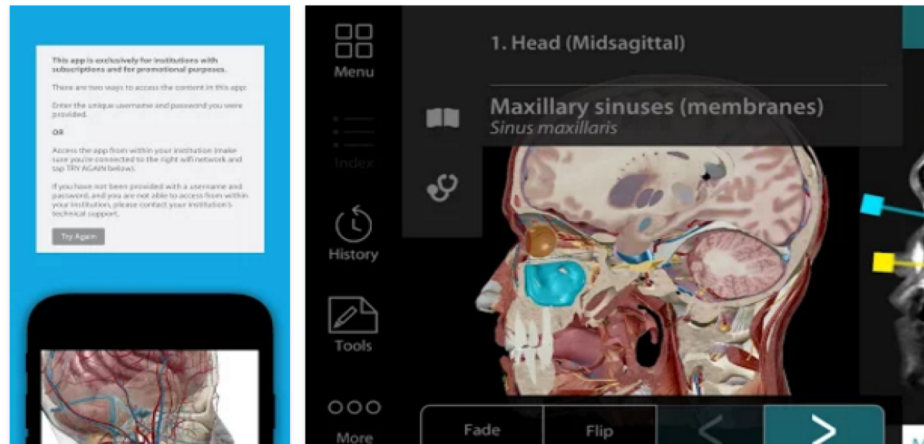 This app is exclusively for institutions with
subscriptions and for promotional purposes.
There are two ways to access the content in this app:
Enter the unique username and password you were
provided.
OR
Access the app from within your institution (make
sure you're connected to the right wifi network and
tap TRY AGAIN below).
If you have not been provided with a username and
password, and you are not able to access from within
your institution, please contact your institution's
technical support.
Try Again
Menu
Index
History
Tools
More
1. Head (Midsagittal)
Maxillary sinuses (membranes)
Sinus maxillaris
Fade
Flip
<
>